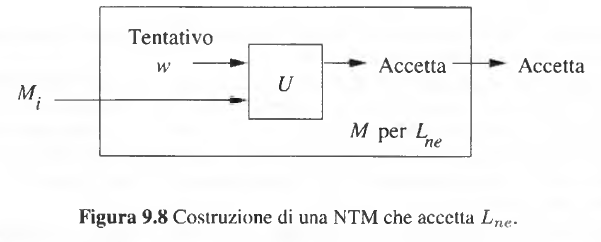 Tentativo
w
U
Accetta
Accetta
M_i
M per L_ne
Figura 9.8 Costruzione di una NTM che accetta L_ne.